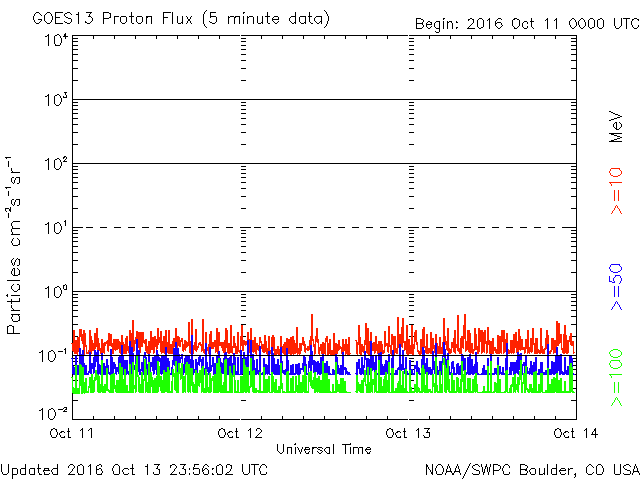 GOES13 Proton Flux (5 minute data)
Begin: 2016 Oct 11 0000 UTC
10⁴
10³
10²
10¹
10⁰
10⁻¹
10⁻²
Particles cm⁻²s⁻¹sr⁻¹
MeV
>=10
>=50
>=100
Oct 11
Oct 12
Oct 13
Oct 14
Universal Time
Updated 2016 Oct 13 23:56:02 UTC
NOAA/SWPC Boulder, CO USA